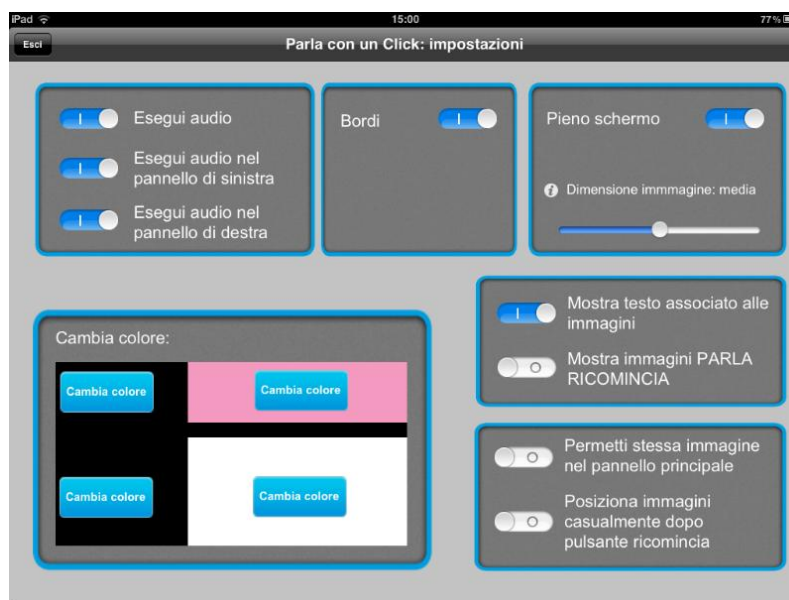 iPad 15:00 77%
Esci Parla con un Click: impostazioni
Esegui audio
Esegui audio nel
pannello di sinistra
Esegui audio nel
pannello di destra
Bordi
Pieno schermo
Dimensione immmagine: media
Mostra testo associato alle
immagini
Mostra immagini PARLA
RICOMINCIA
Cambia colore:
Cambia colore
Cambia colore
Cambia colore
Cambia colore
Permetti stessa immagine
nel pannello principale
Posiziona immagini
casualmente dopo
pulsante ricomincia